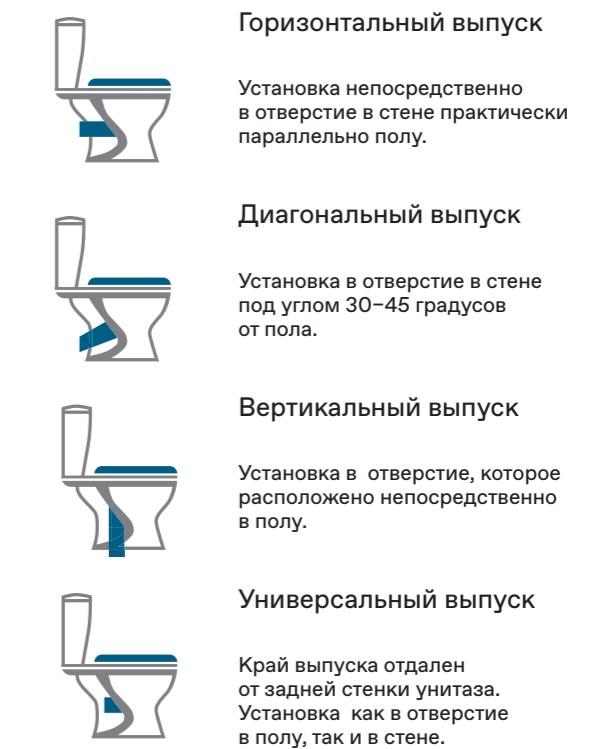 Горизонтальный выпуск
Установка непосредственно
в отверстие в стене практически
параллельно полу.
Диагональный выпуск
Установка в отверстие в стене
под углом 30–45 градусов
от пола.
Вертикальный выпуск
Установка в отверстие, которое
расположено непосредственно
в полу.
Универсальный выпуск
Край выпуска отдален
от задней стенки унитаза.
Установка как в отверстие
в полу, так и в стене.